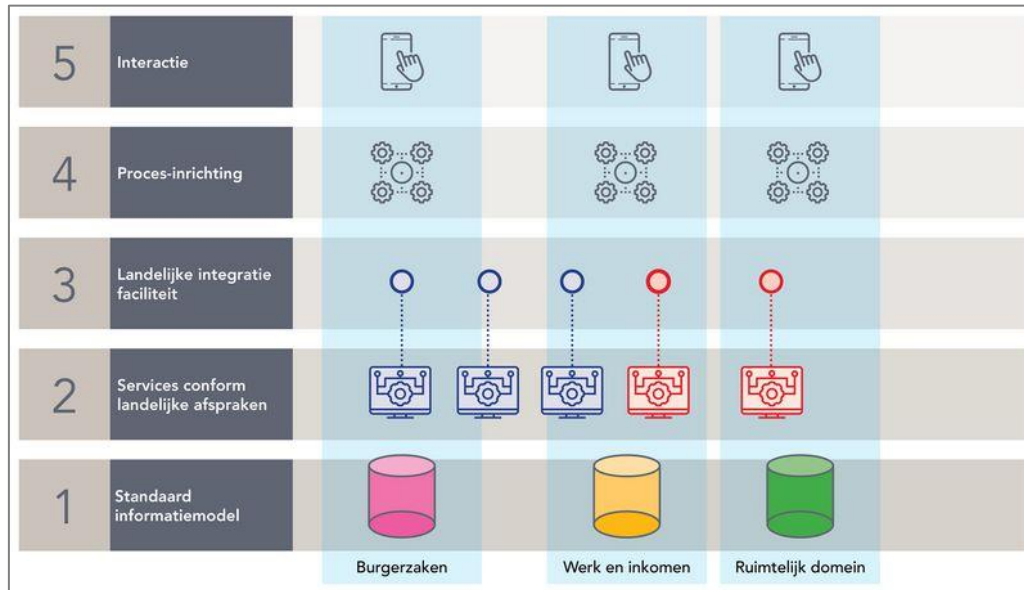 5
Interactie
4
Proces-inrichting
3
Landelijke integratie
faciliteit
2
Services conform
landelijke afspraken
1
Standaard
informatiemodel
Burgerzaken
Werk en inkomen
Ruimtelijk domein